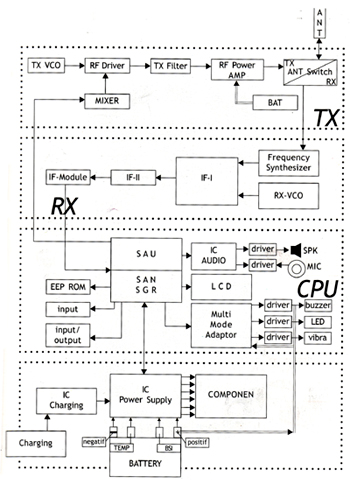 ANT
TX VCO
RF Driver
TX Filter
RF Power
AMP
TX
ANT Switch
RX
MIXER
BAT
TX
Frequency
Synthesizer
IF-Module
IF-II
IF-I
RX-VCO
RX
SAU
SAN
SGR
IC
AUDIO
driver
SPK
driver
MIC
EEP ROM
LCD
CPU
input
Multi
Mode
Adaptor
driver
buzzer
driver
LED
input/
output
driver
vibra
IC
Charging
IC
Power Supply
COMPONEN
Charging
negatif
positif
TEMP
BSI
BATTERY